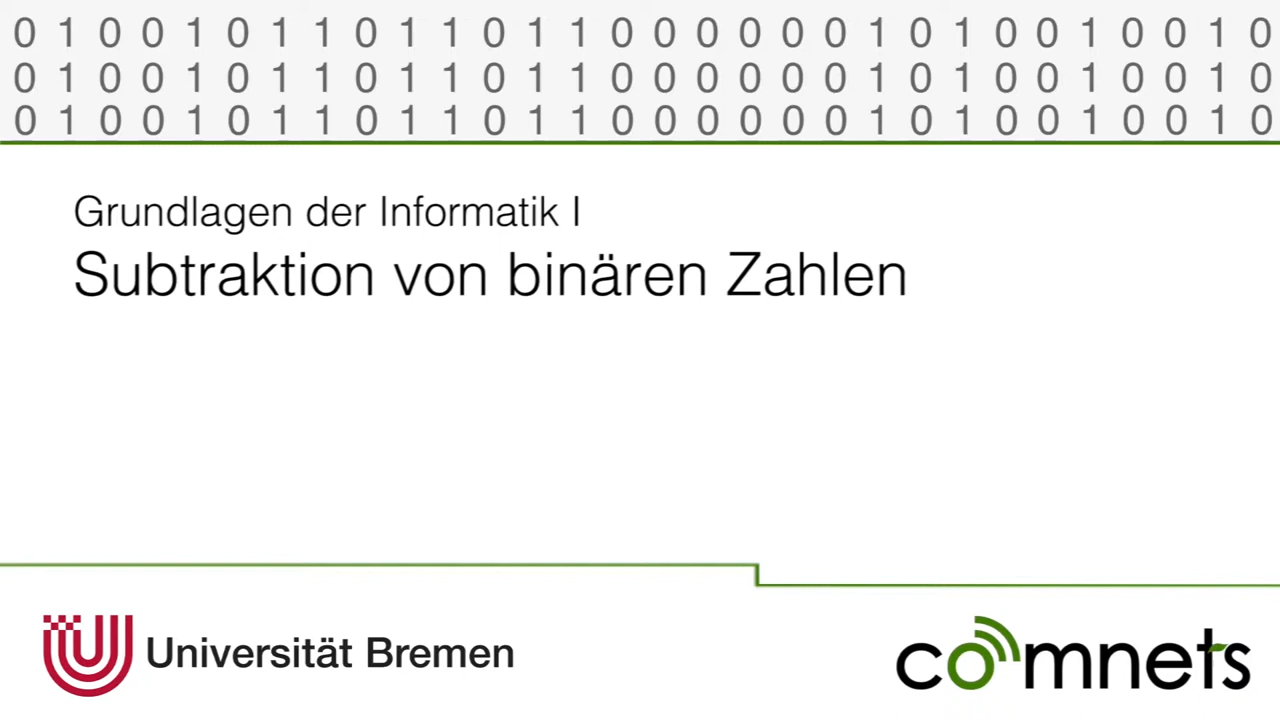 0 1 0 0 1 0 1 1 0 1 1 0 1 1 0 0 0 0 0 0 1 0 1 0 0 1 0 0 1 0
0 1 0 0 1 0 1 1 0 1 1 0 1 1 0 0 0 0 0 0 1 0 1 0 0 1 0 0 1 0
0 1 0 0 1 0 1 1 0 1 1 0 1 1 0 0 0 0 0 0 1 0 1 0 0 1 0 0 1 0
Grundlagen der Informatik I
Subtraktion von binären Zahlen
Universität Bremen
comnets